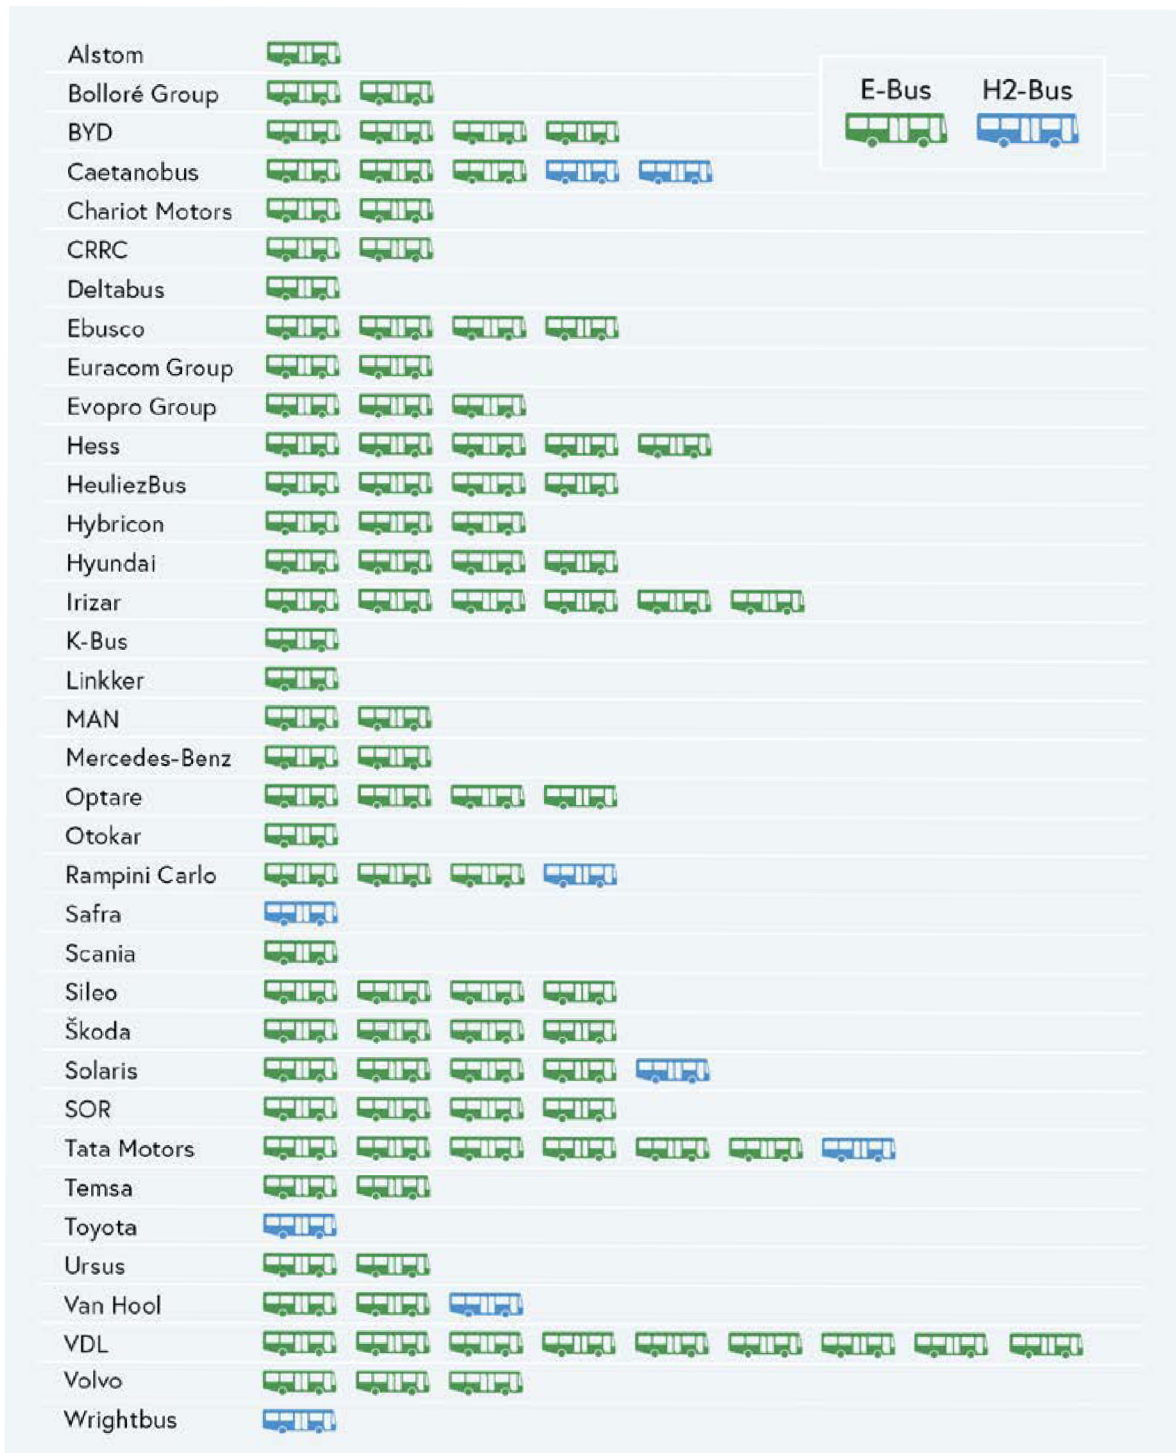 E-Bus H2-Bus
Alstom
Bolloré Group
BYD
Caetanobus
Chariot Motors
CRRC
Deltabus
Ebusco
Euracom Group
Evopro Group
Hess
HeuliezBus
Hybricon
Hyundai
Irizar
K-Bus
Linkker
MAN
Mercedes-Benz
Optare
Otokar
Rampini Carlo
Safra
Scania
Sileo
Škoda
Solaris
SOR
Tata Motors
Temsa
Toyota
Ursus
Van Hool
VDL
Volvo
Wrightbus